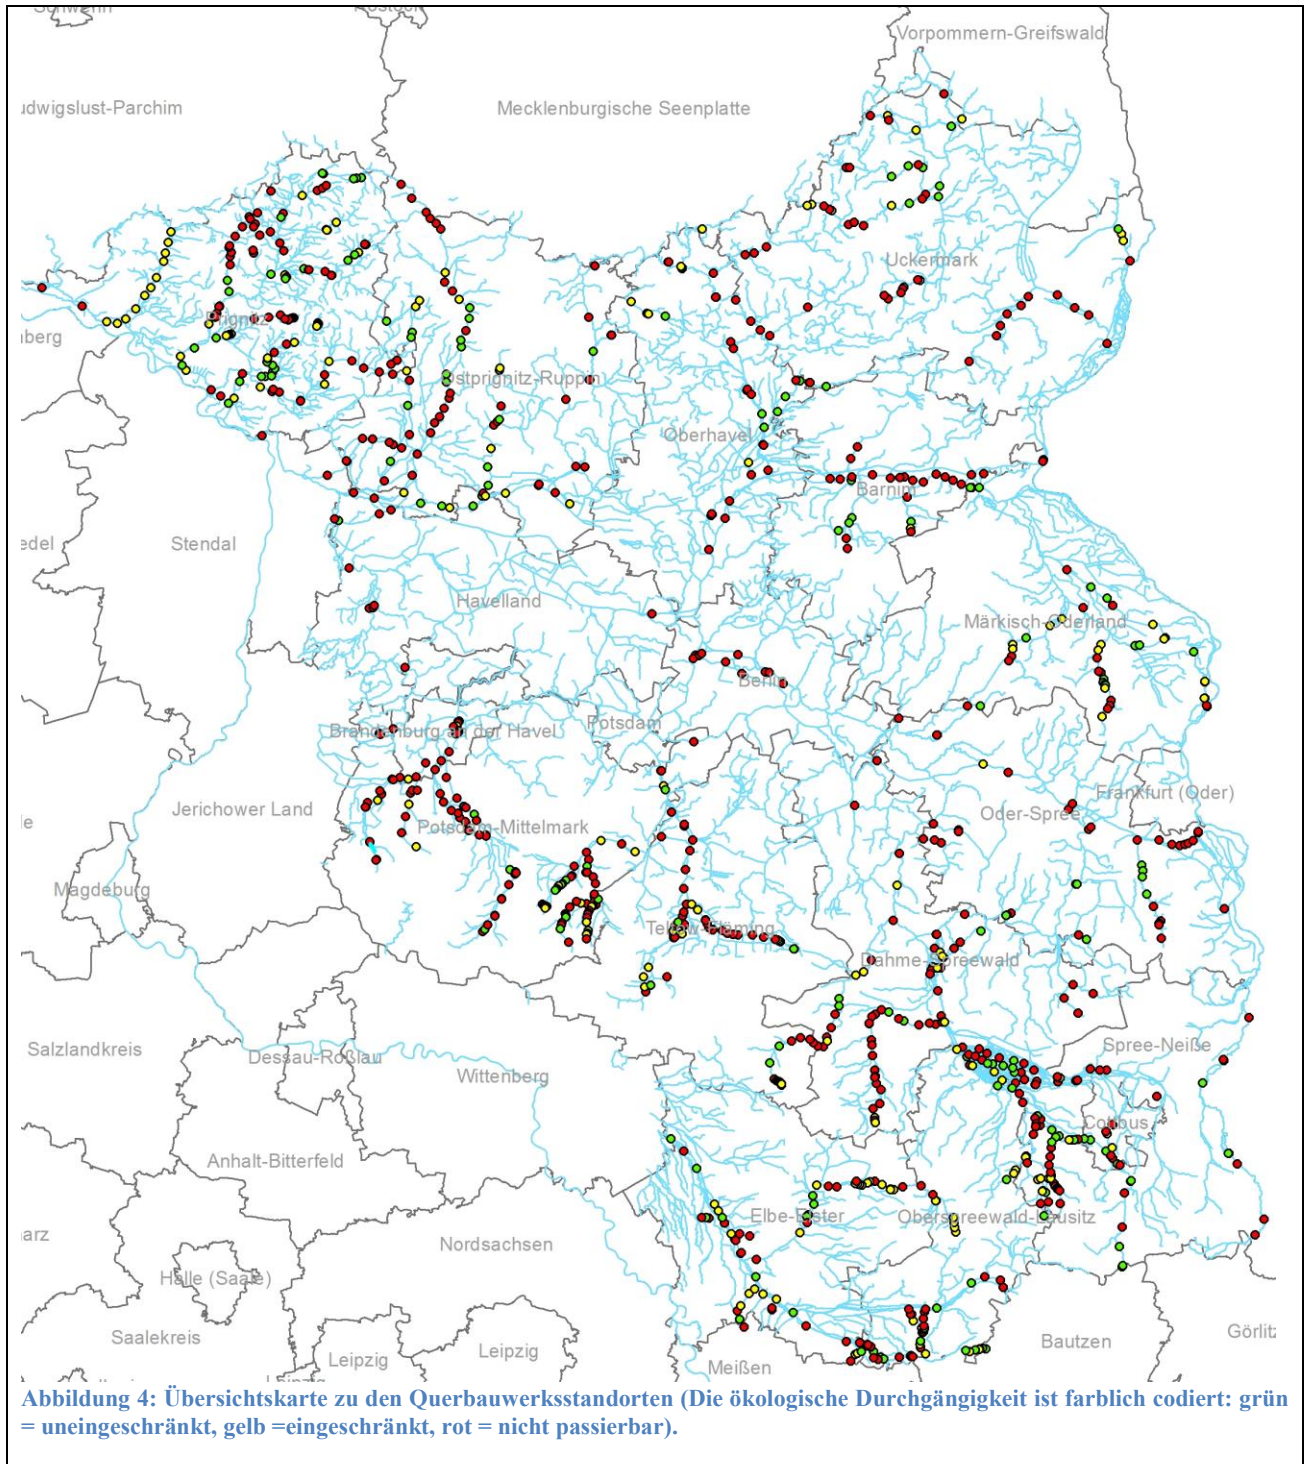 Vorpommern-Greifswald
Mecklenburgische Seenplatte
udwigslust-Parchim
Uckermark
Prignitz
berg
Ostprignitz-Ruppin
Oberhavel
Barnim
edel
Stendal
Havelland
Märkisch-Oderland
Berlin
Potsdam
Brandenburg an der Havel
Frankfurt (Oder)
Jerichower Land
Oder-Spree
le
Potsdam-Mittelmark
Magdeburg
Teltow-Fläming
Dahme-Spreewald
Salzlandkreis
Dessau-Roßlau
Wittenberg
Spree-Neiße
Cottbus
Anhalt-Bitterfeld
Elbe-Elster
Oberspreewald-Lausitz
arz
Nordsachsen
Halle (Saale)
Saalekreis
Leipzig
Leipzig
Meißen
Bautzen
Görlitz
Abbildung 4: Übersichtskarte zu den Querbauwerksstandorten (Die ökologische Durchgängigkeit ist farblich codiert: grün
= uneingeschränkt, gelb =eingeschränkt, rot = nicht passierbar).